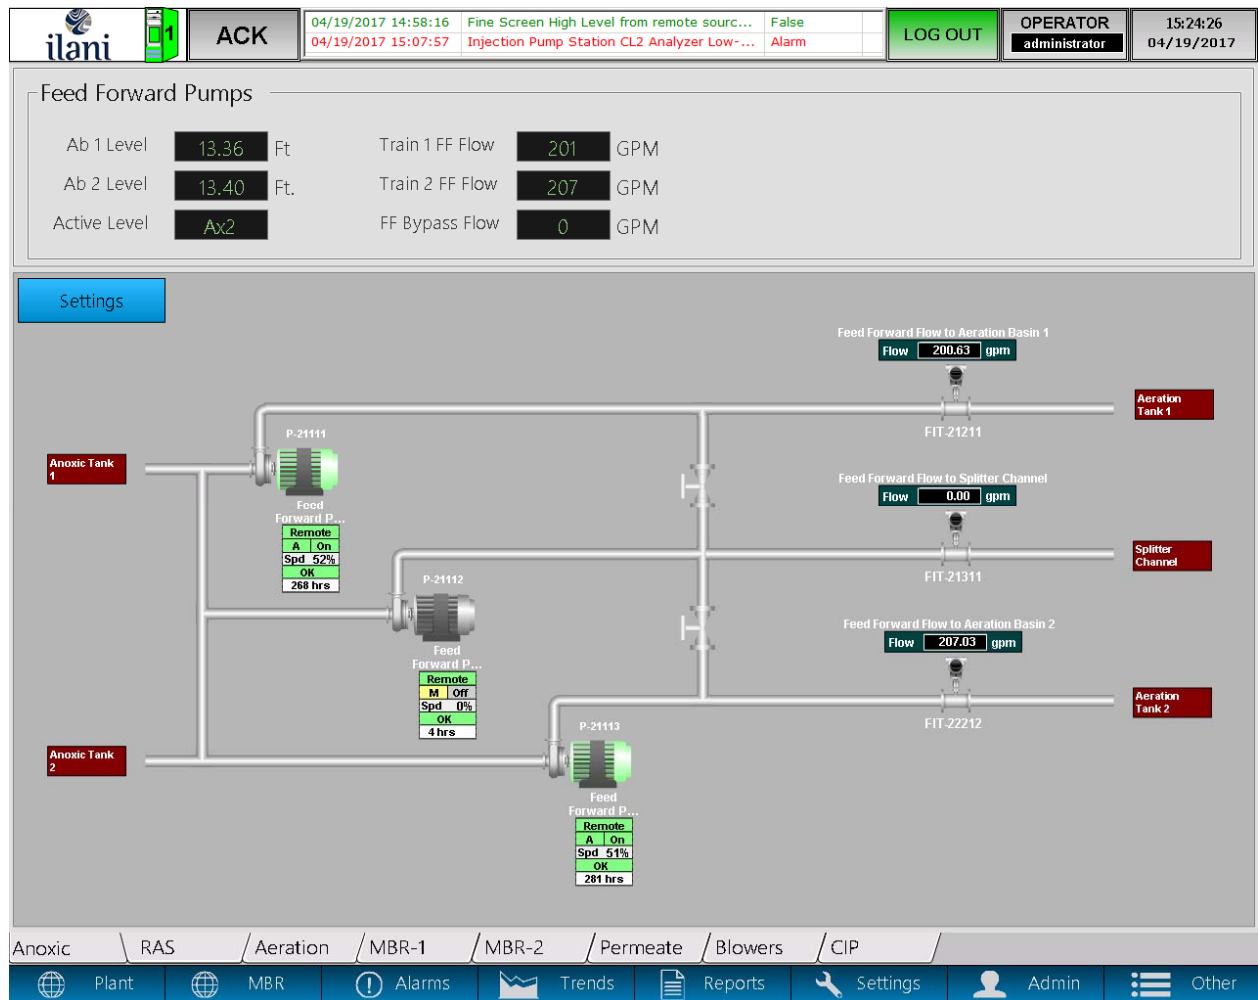 ilani
1
ACK
04/19/2017 14:58:16 Fine Screen High Level from remote sourc... False
04/19/2017 15:07:57 Injection Pump Station CL2 Analyzer Low-... Alarm
LOG OUT
OPERATOR
administrator
15:24:26
04/19/2017
Feed Forward Pumps
Ab 1 Level 13.36 Ft Train 1 FF Flow 201 GPM
Ab 2 Level 13.40 Ft. Train 2 FF Flow 207 GPM
Active Level Ax2 FF Bypass Flow 0 GPM
Settings
Feed Forward Flow to Aeration Basin 1
Flow 200.63 gpm
Aeration
Tank 1
FIT-21211
P-21111
Anoxic Tank
1
Feed
Forward P...
Remote
A On
Spd 52%
OK
268 hrs
Feed Forward Flow to Splitter Channel
Flow 0.00 gpm
Splitter
Channel
FIT-21311
P-21112
Feed
Forward P...
Remote
M Off
Spd 0%
OK
4 hrs
Feed Forward Flow to Aeration Basin 2
Flow 207.03 gpm
Aeration
Tank 2
FIT-22212
P-21113
Anoxic Tank
2
Feed
Forward P...
Remote
A On
Spd 51%
OK
281 hrs
Anoxic RAS Aeration MBR-1 MBR-2 Permeate Blowers CIP
Plant MBR Alarms Trends Reports Settings Admin Other